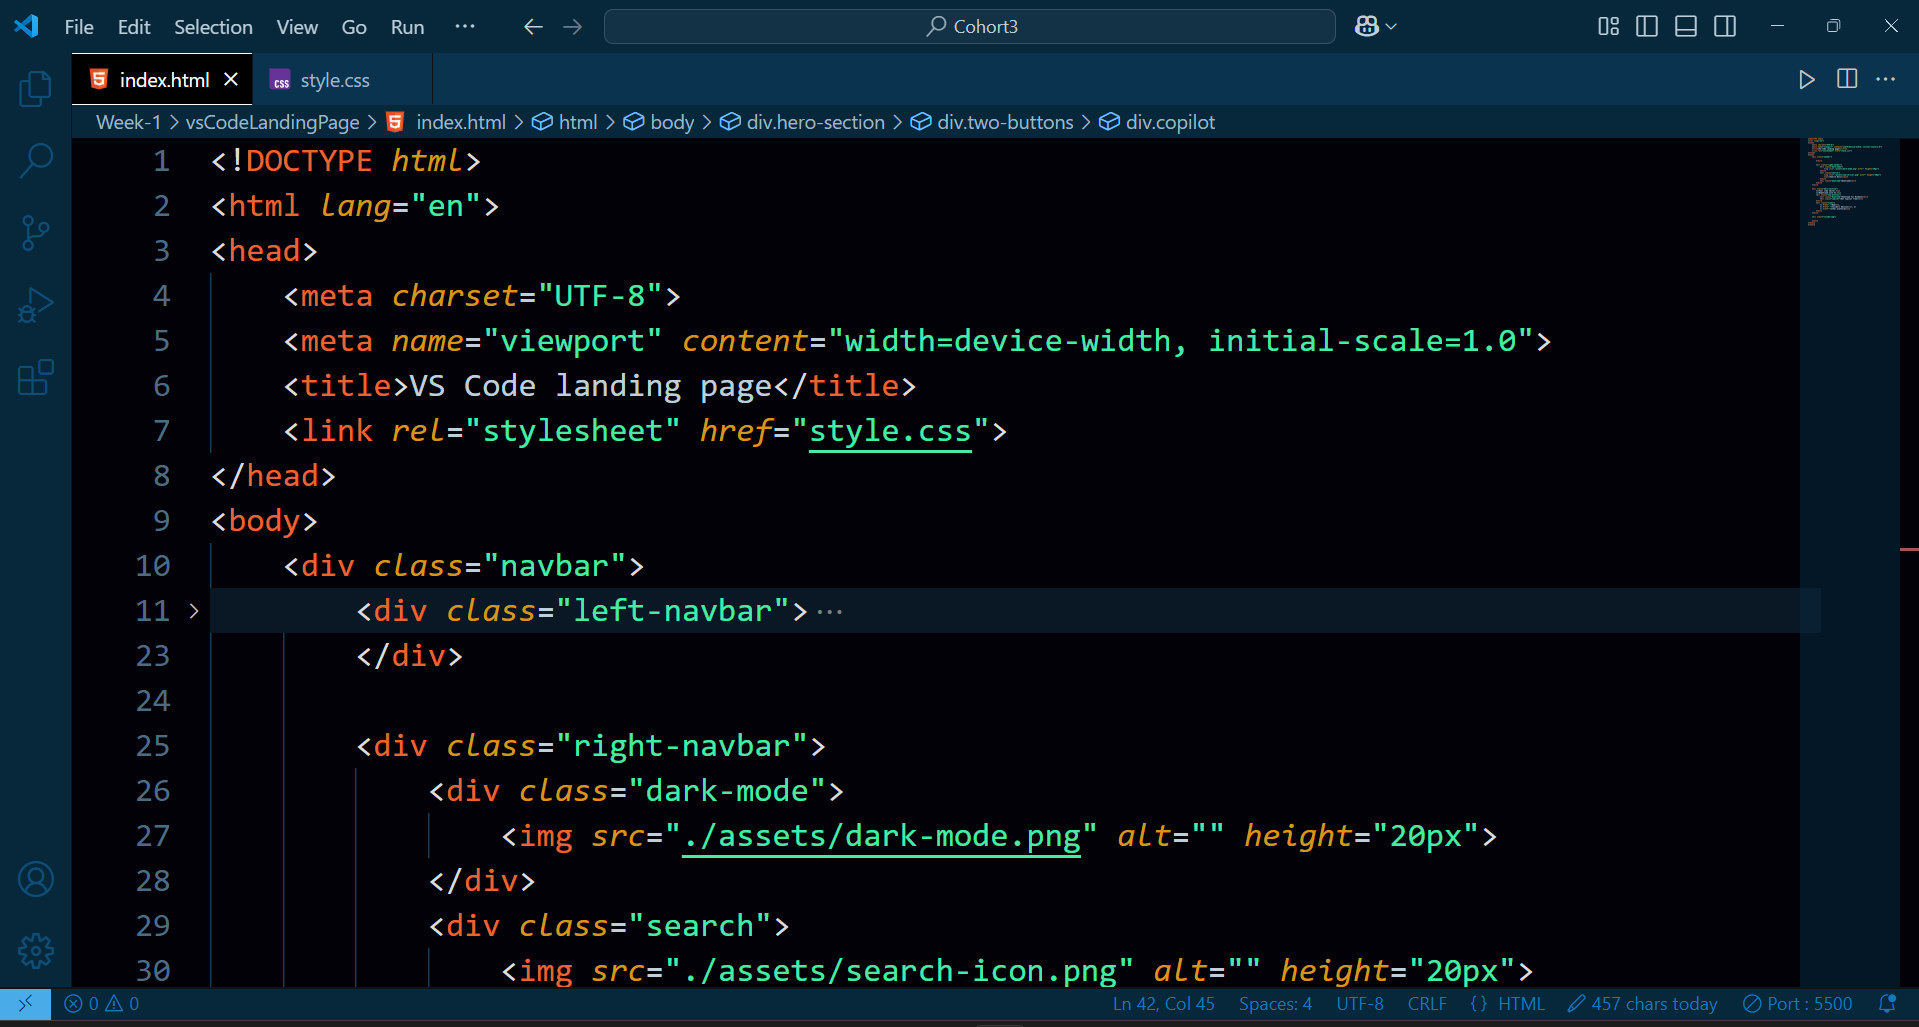 File Edit Selection View Go Run ··· Cohort3
index.html style.css
Week-1 > vsCodeLandingPage > index.html > html > body > div.hero-section > div.two-buttons > div.copilot
1 <!DOCTYPE html>
2 <html lang="en">
3 <head>
4 <meta charset="UTF-8">
5 <meta name="viewport" content="width=device-width, initial-scale=1.0">
6 <title>VS Code landing page</title>
7 <link rel="stylesheet" href="style.css">
8 </head>
9 <body>
10 <div class="navbar">
11 <div class="left-navbar">···
23 </div>
24
25 <div class="right-navbar">
26 <div class="dark-mode">
27 <img src="./assets/dark-mode.png" alt="" height="20px">
28 </div>
29 <div class="search">
30 <img src="./assets/search-icon.png" alt="" height="20px">
0 0 Ln 42, Col 45 Spaces: 4 UTF-8 CRLF {} HTML 457 chars today Port : 5500